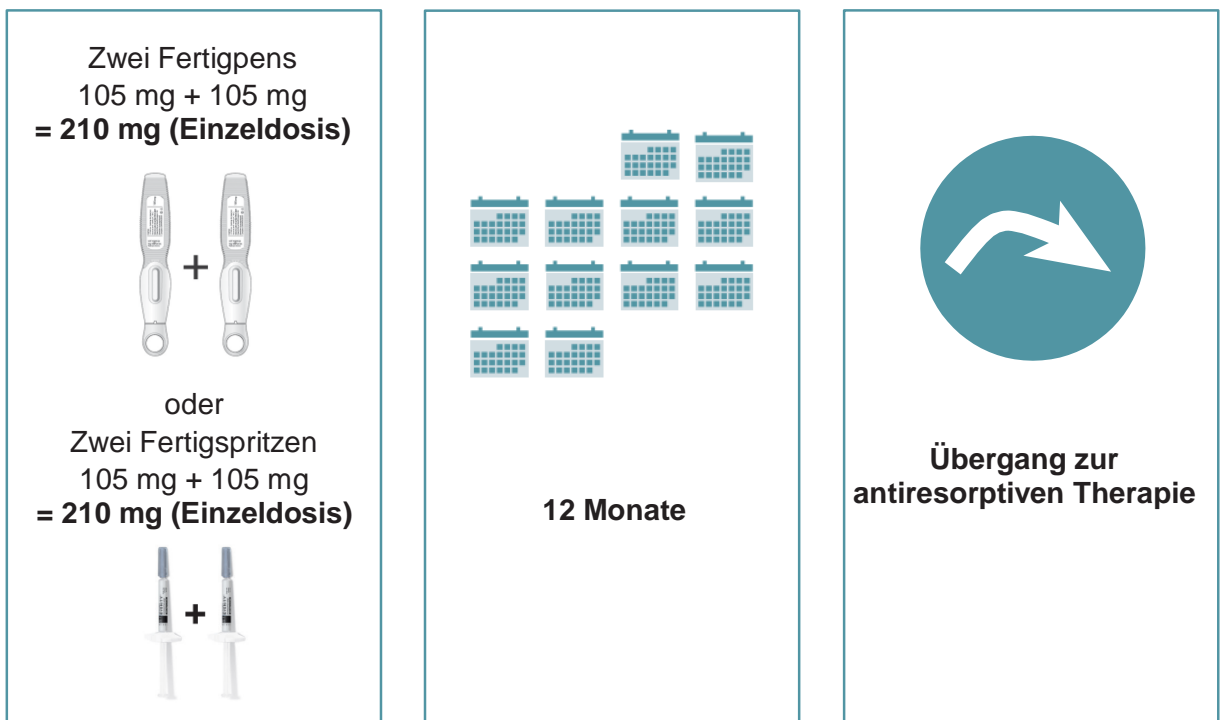 Zwei Fertigpens
105 mg + 105 mg
= 210 mg (Einzeldosis)
+
oder
Zwei Fertigspritzen
105 mg + 105 mg
= 210 mg (Einzeldosis)
+
12 Monate
Übergang zur
antiresorptiven Therapie